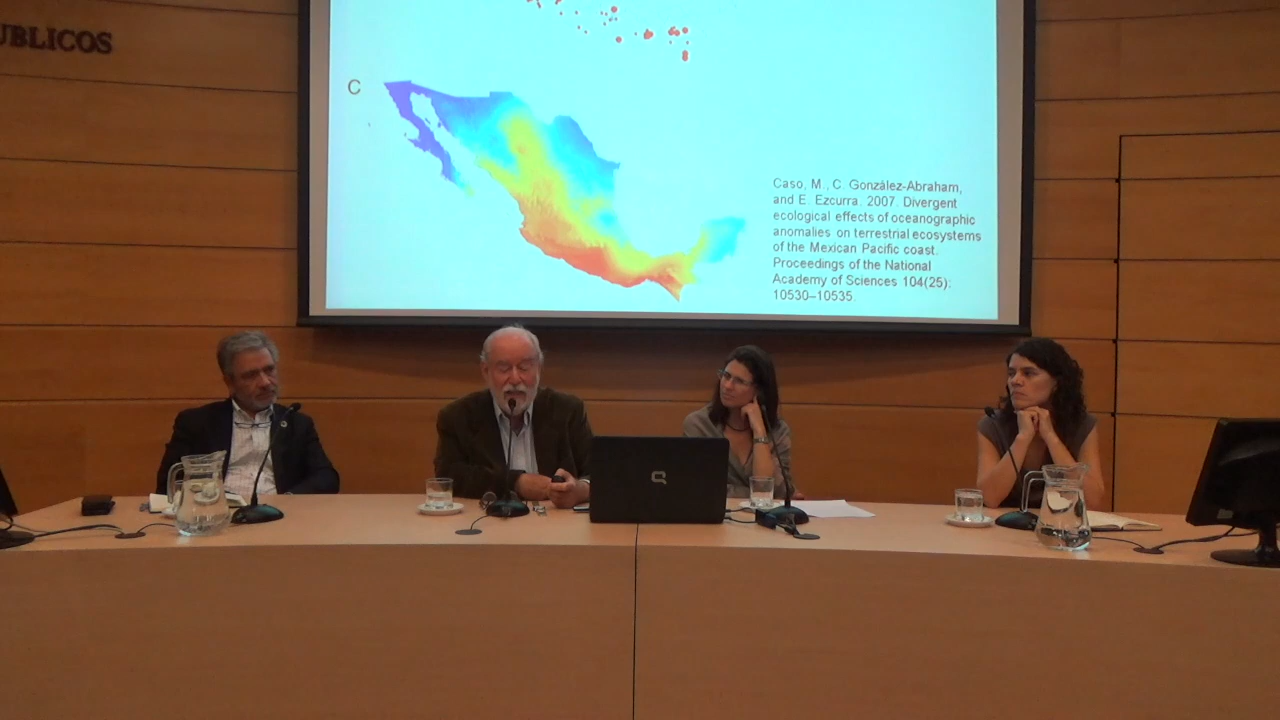 ÚBLICOS
C
Caso, M., C. González-Abraham,
and E. Ezcurra. 2007. Divergent
ecological effects of oceanographic
anomalies on terrestrial ecosystems
of the Mexican Pacific coast.
Proceedings of the National
Academy of Sciences 104(25):
10530–10535.